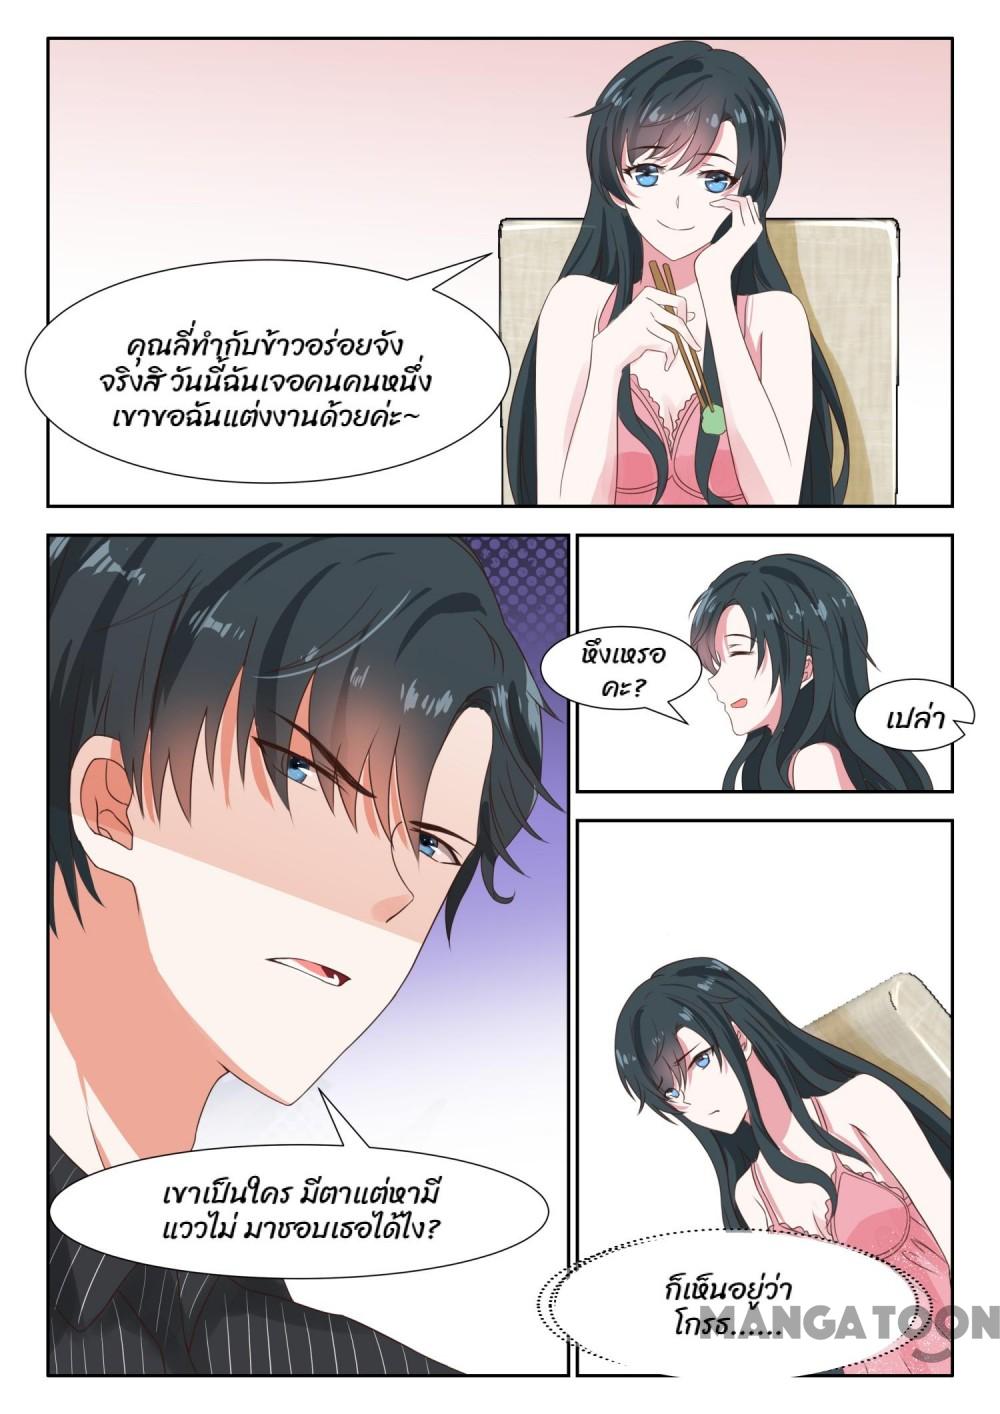 คุณลี่ทำกับข้าวอร่อยจัง
จริงสิ วันนี้ฉันเจอคนคนหนึ่ง
เขาขอฉันแต่งงานด้วยค่ะ~
เขาเป็นใคร มีตาแต่หามี
แววไม่ มาชอบเธอได้ไง?
หึงเหรอ
คะ?
เปล่า
ก็เห็นอยู่ว่า
โกรธ......
MANGATOON